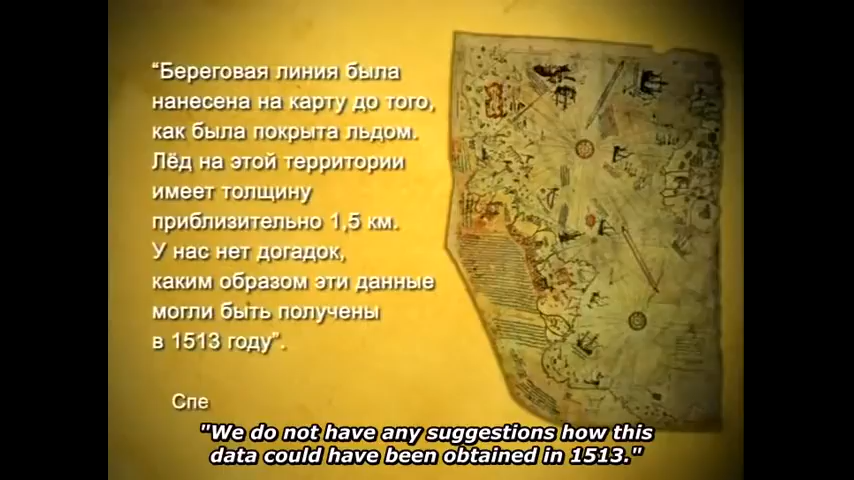 “Береговая линия была
нанесена на карту до того,
как была покрыта льдом.
Лёд на этой территории
имеет толщину
приблизительно 1,5 км.
У нас нет догадок,
каким образом эти данные
могли быть получены
в 1513 году”.
Спе
"We do not have any suggestions how this
data could have been obtained in 1513."